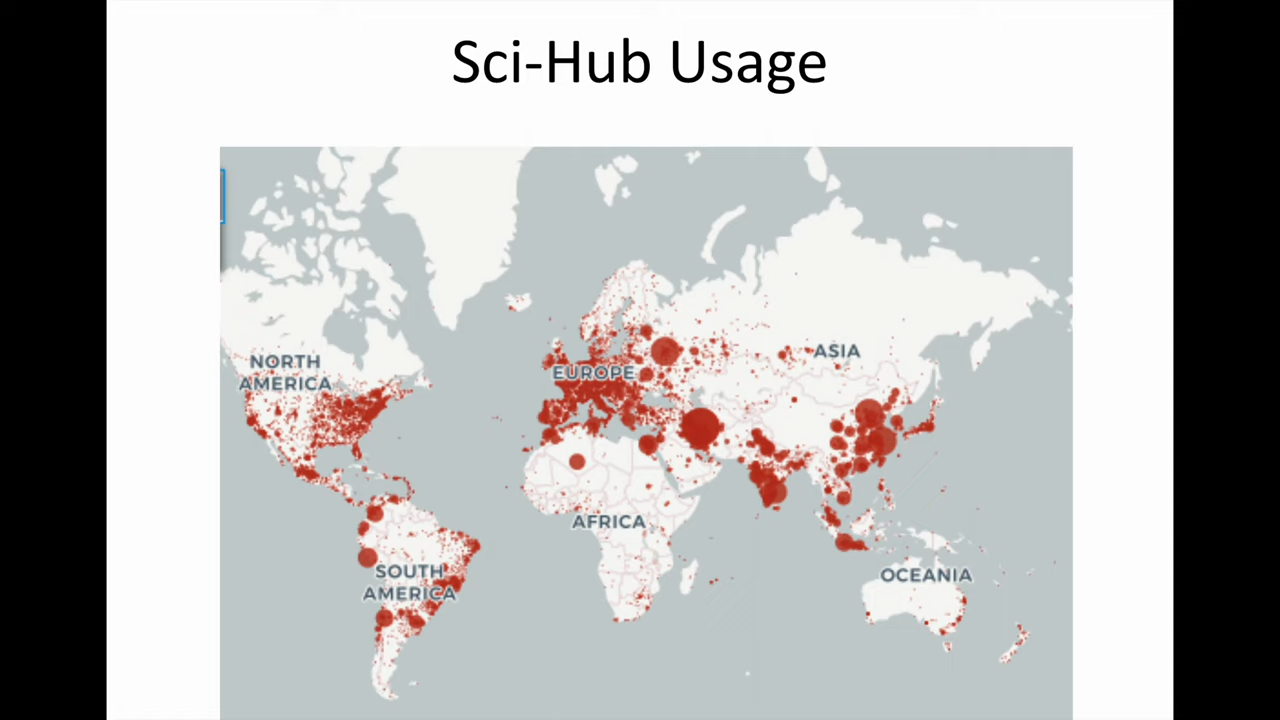 Sci-Hub Usage
NORTH
AMERICA
EUROPE
ASIA
AFRICA
SOUTH
AMERICA
OCEANIA